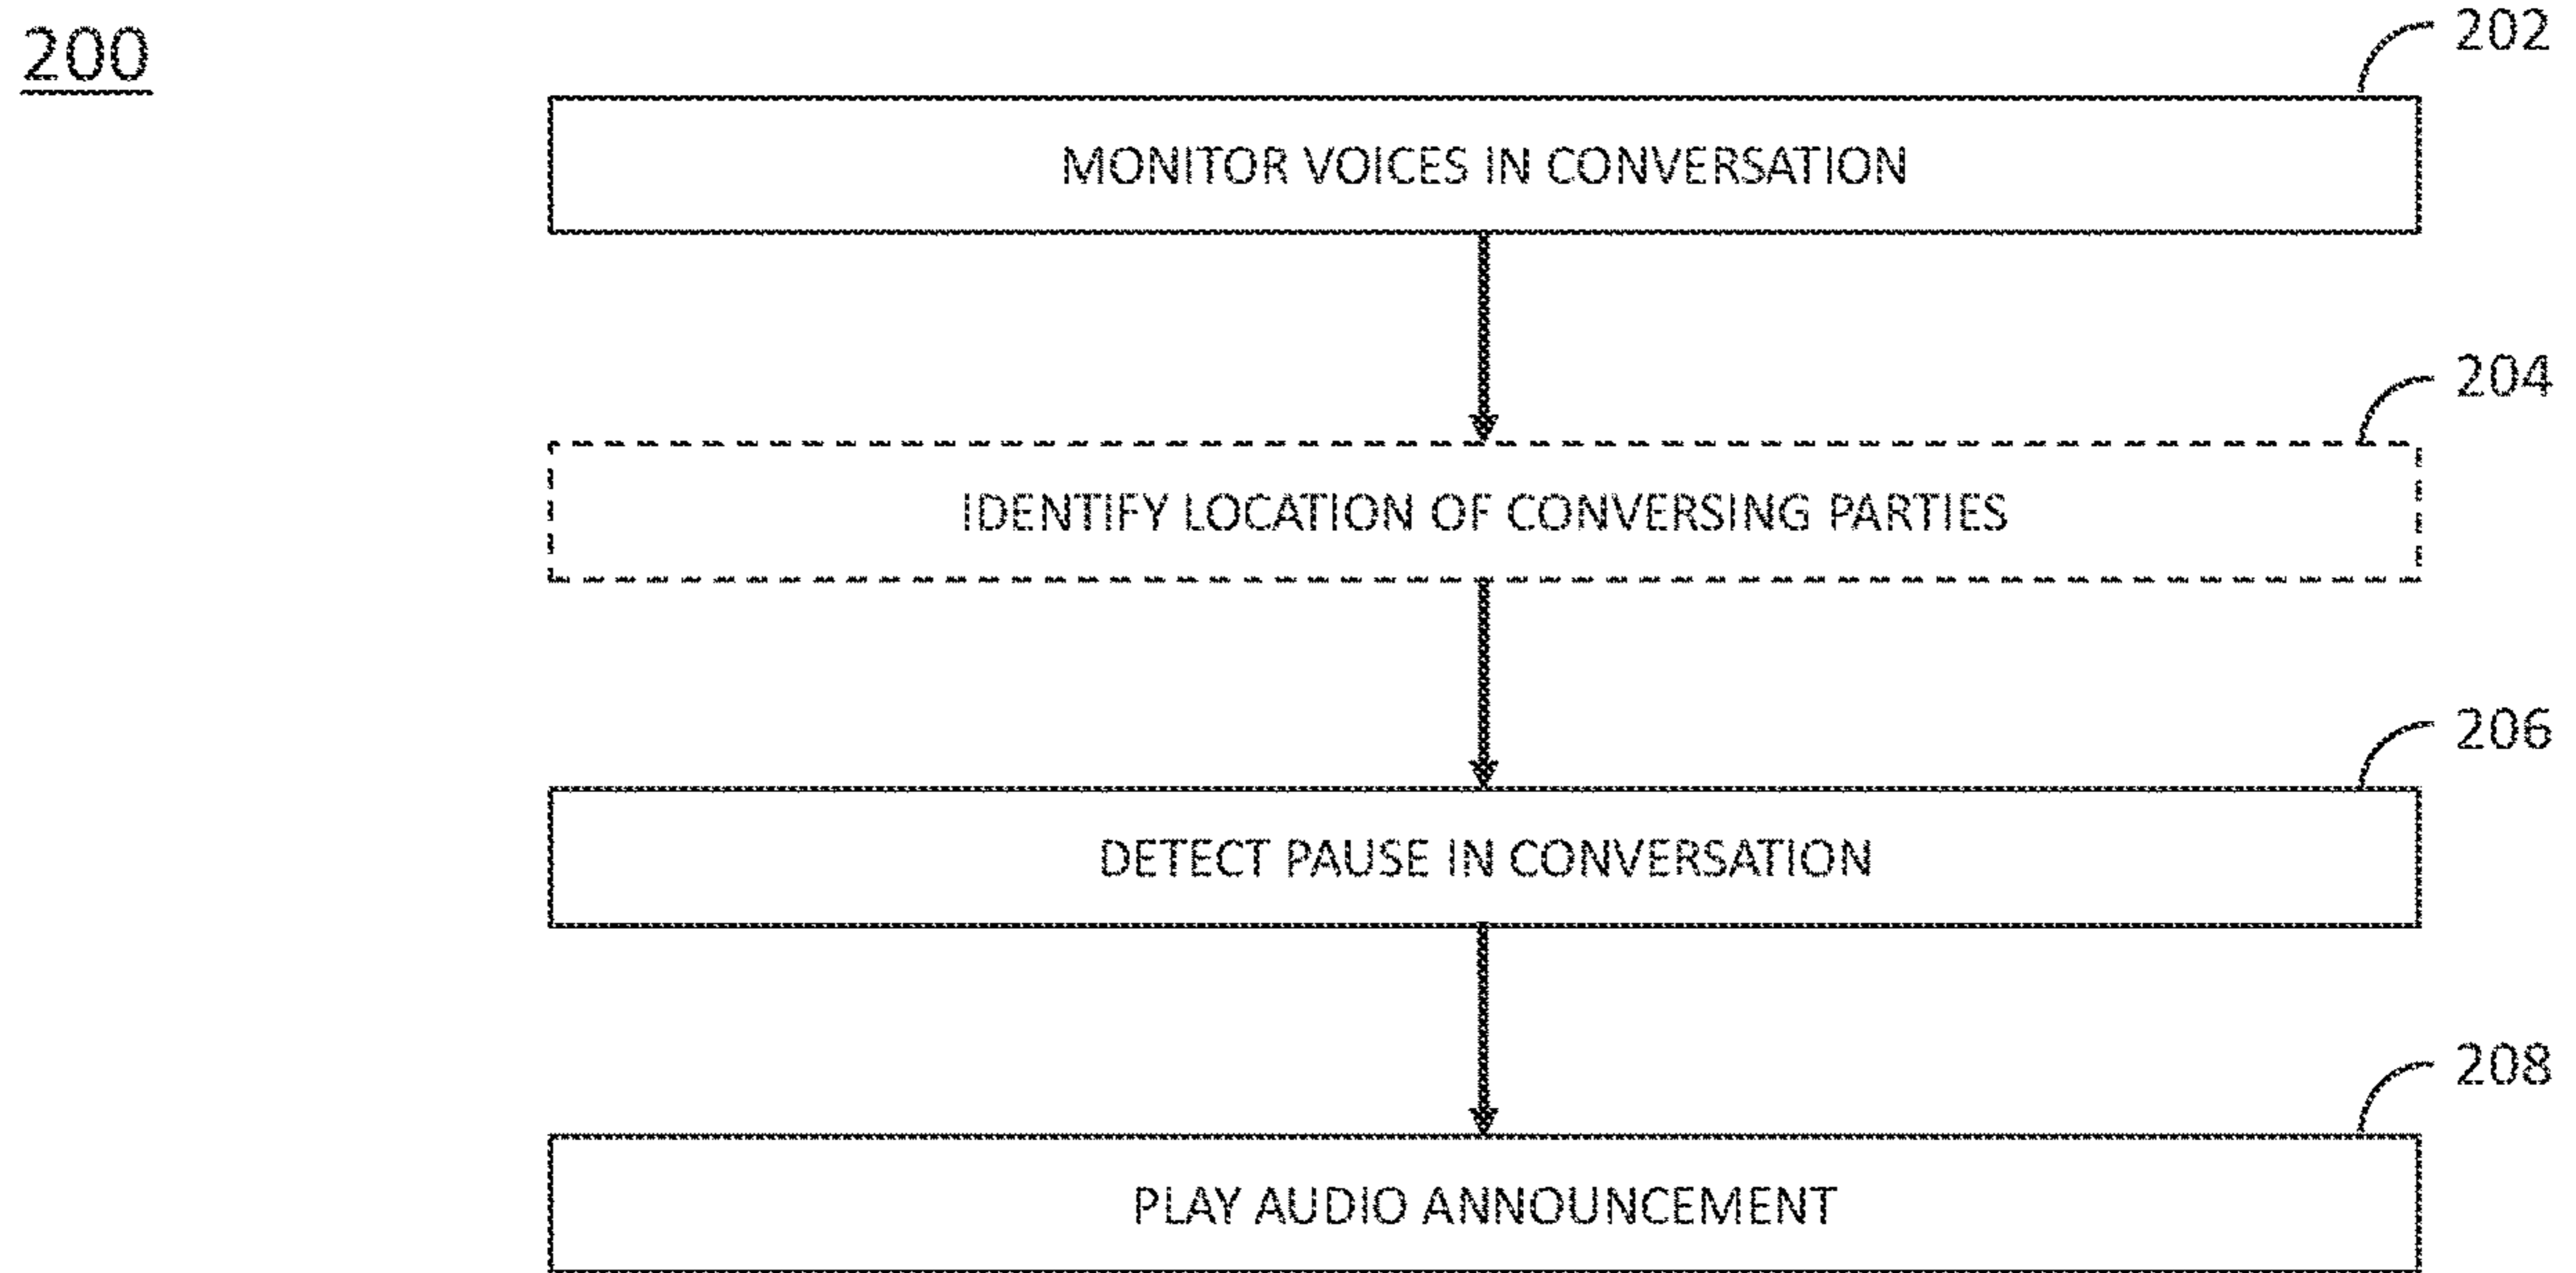 200
202
MONITOR VOICES IN CONVERSATION
204
IDENTIFY LOCATION OF CONVERSING PARTIES
206
DETECT PAUSE IN CONVERSATION
208
PLAY AUDIO ANNOUNCEMENT